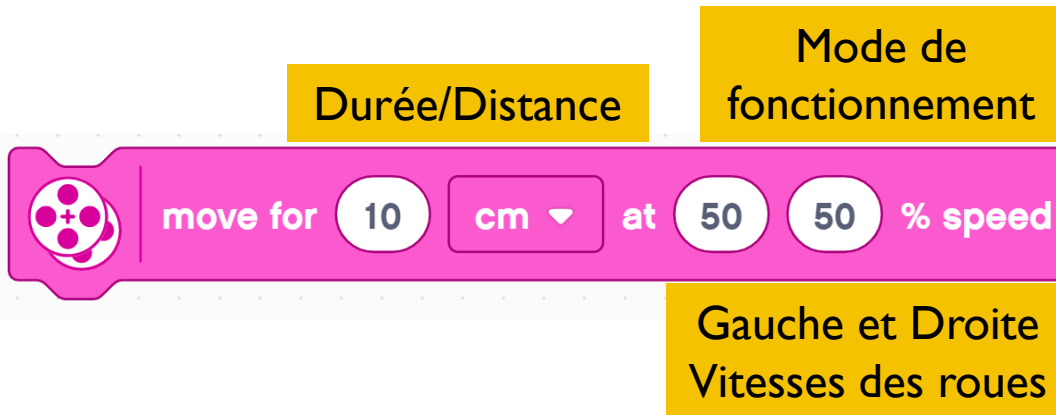 Mode de
fonctionnement
Durée/Distance
move for 10 cm at 50 50 % speed
Gauche et Droite
Vitesses des roues